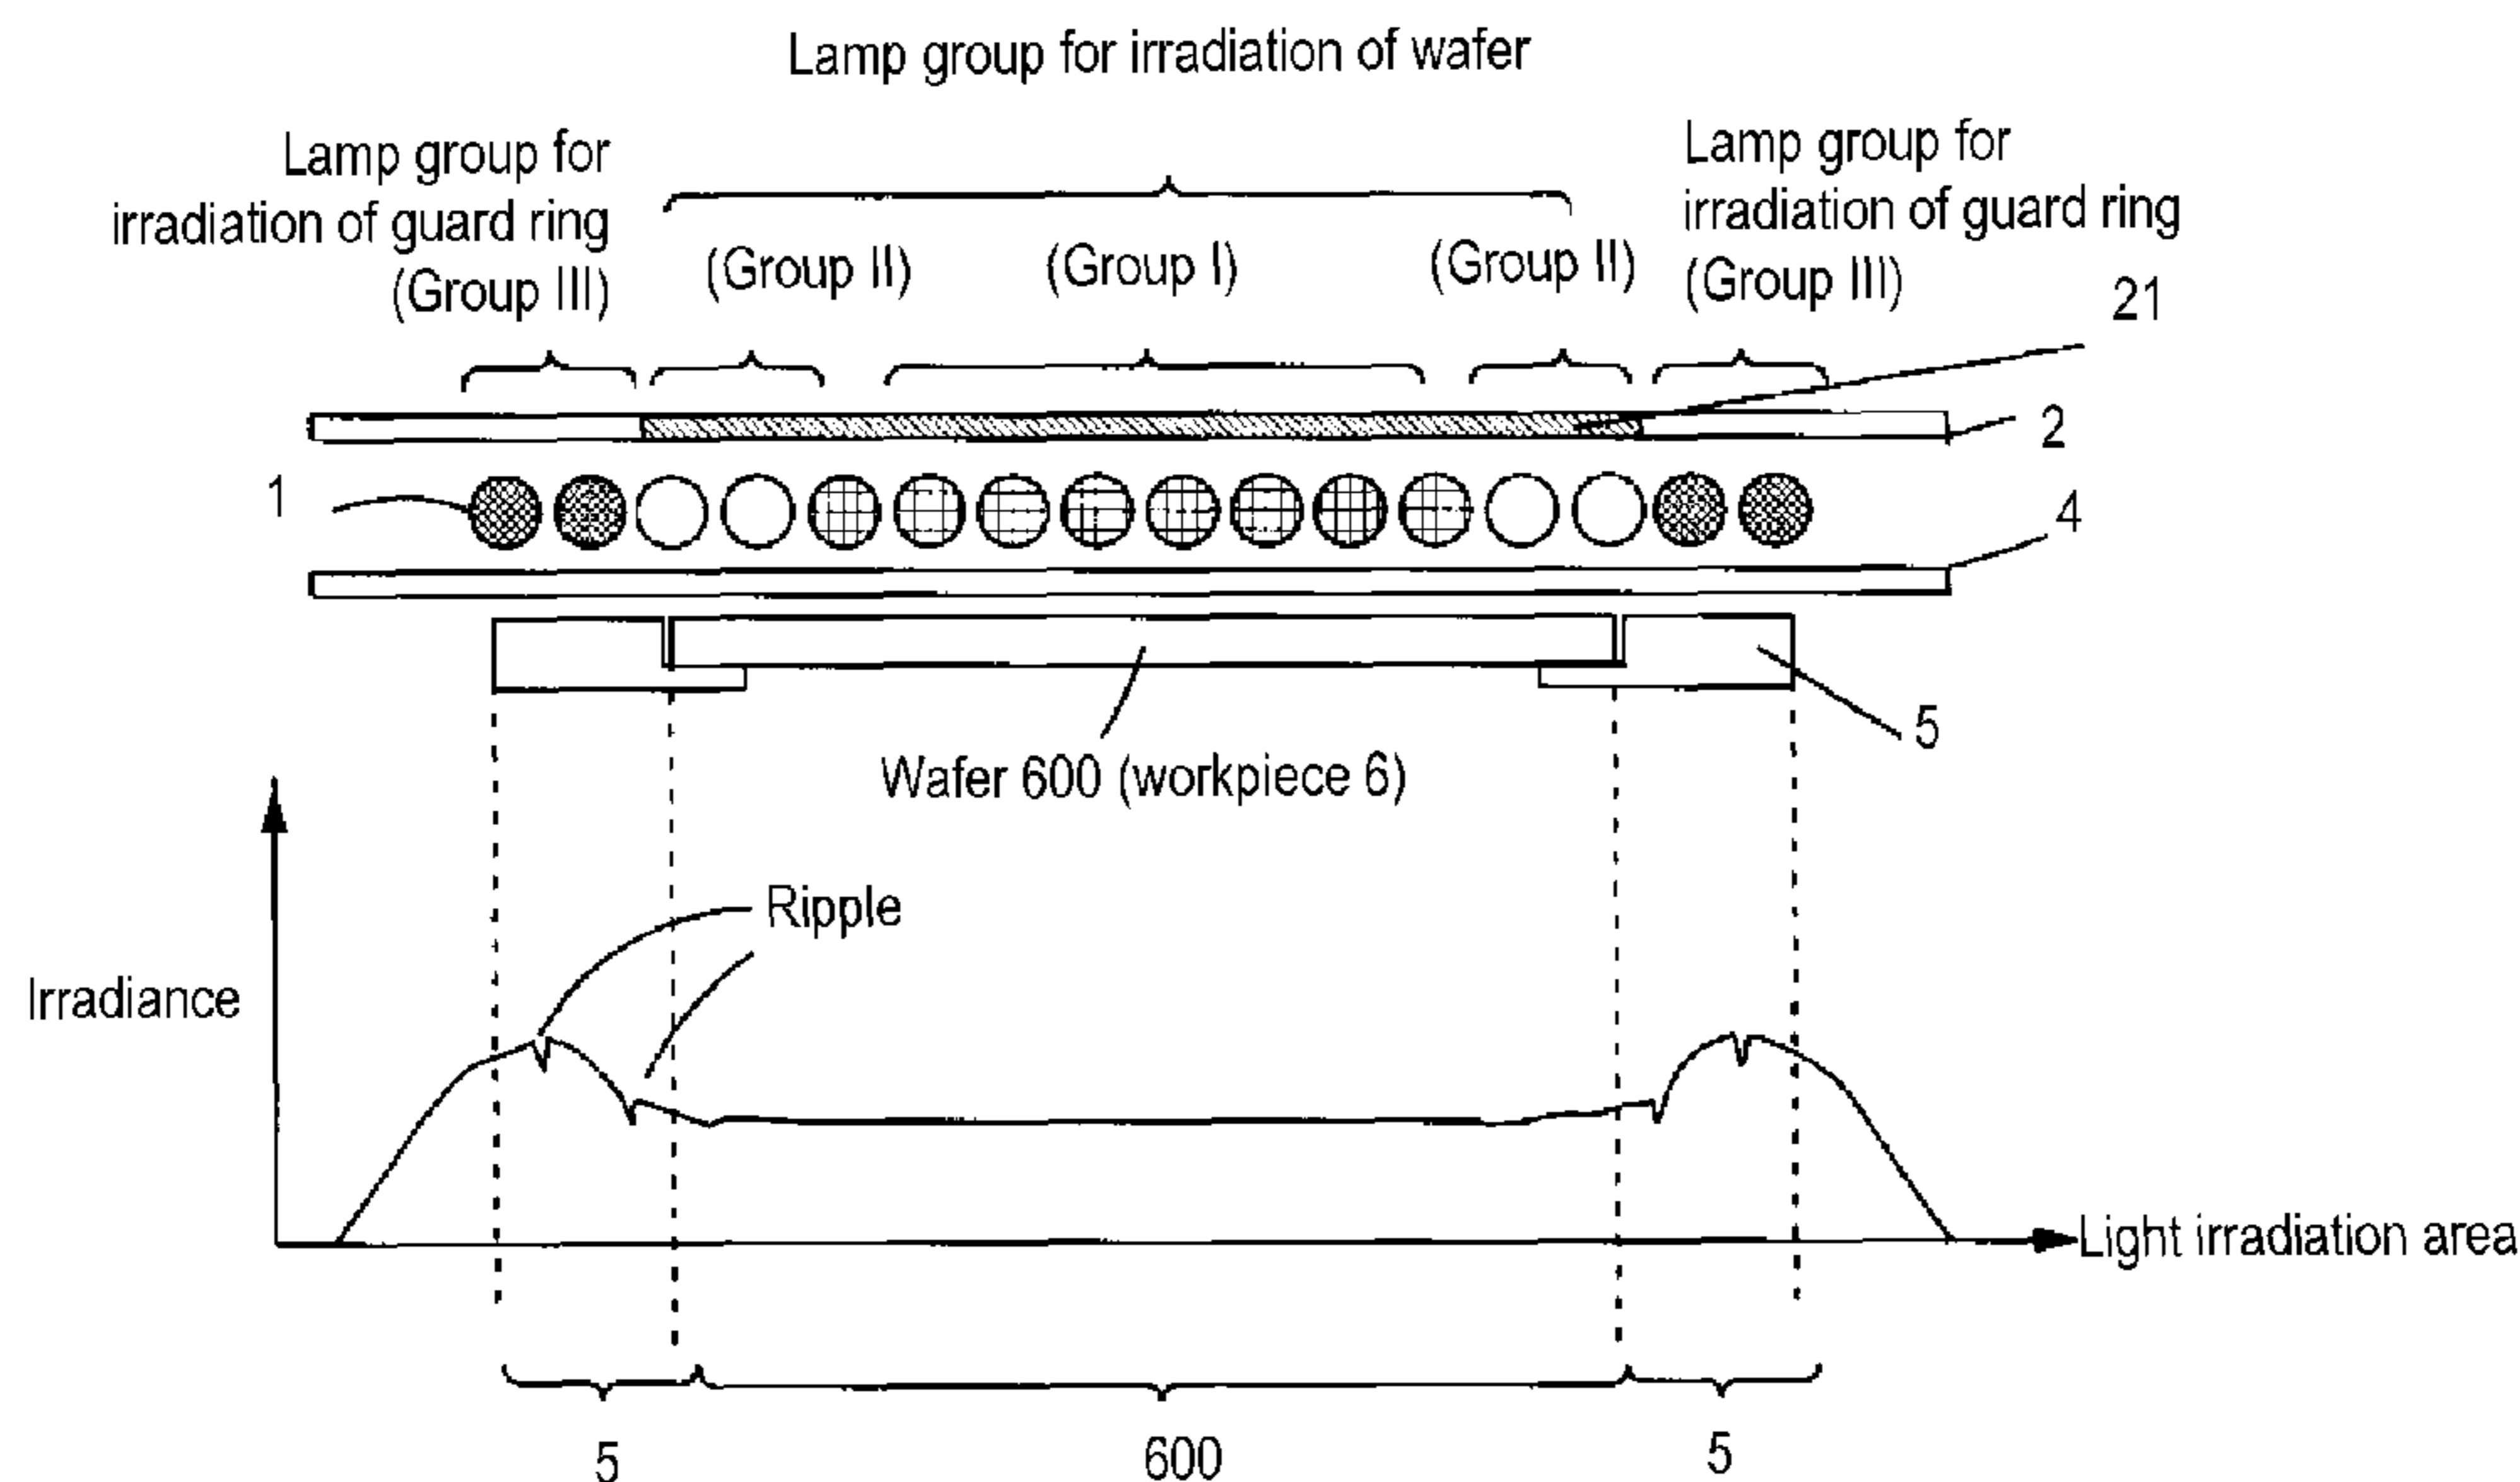 Lamp group for irradiation of wafer
Lamp group for
irradiation of guard ring
(Group III)
(Group II)
(Group I)
(Group II)
Lamp group for
irradiation of guard ring
(Group III)
21
2
1
4
5
Wafer 600 (workpiece 6)
Ripple
Irradiance
Light irradiation area
5
600
5